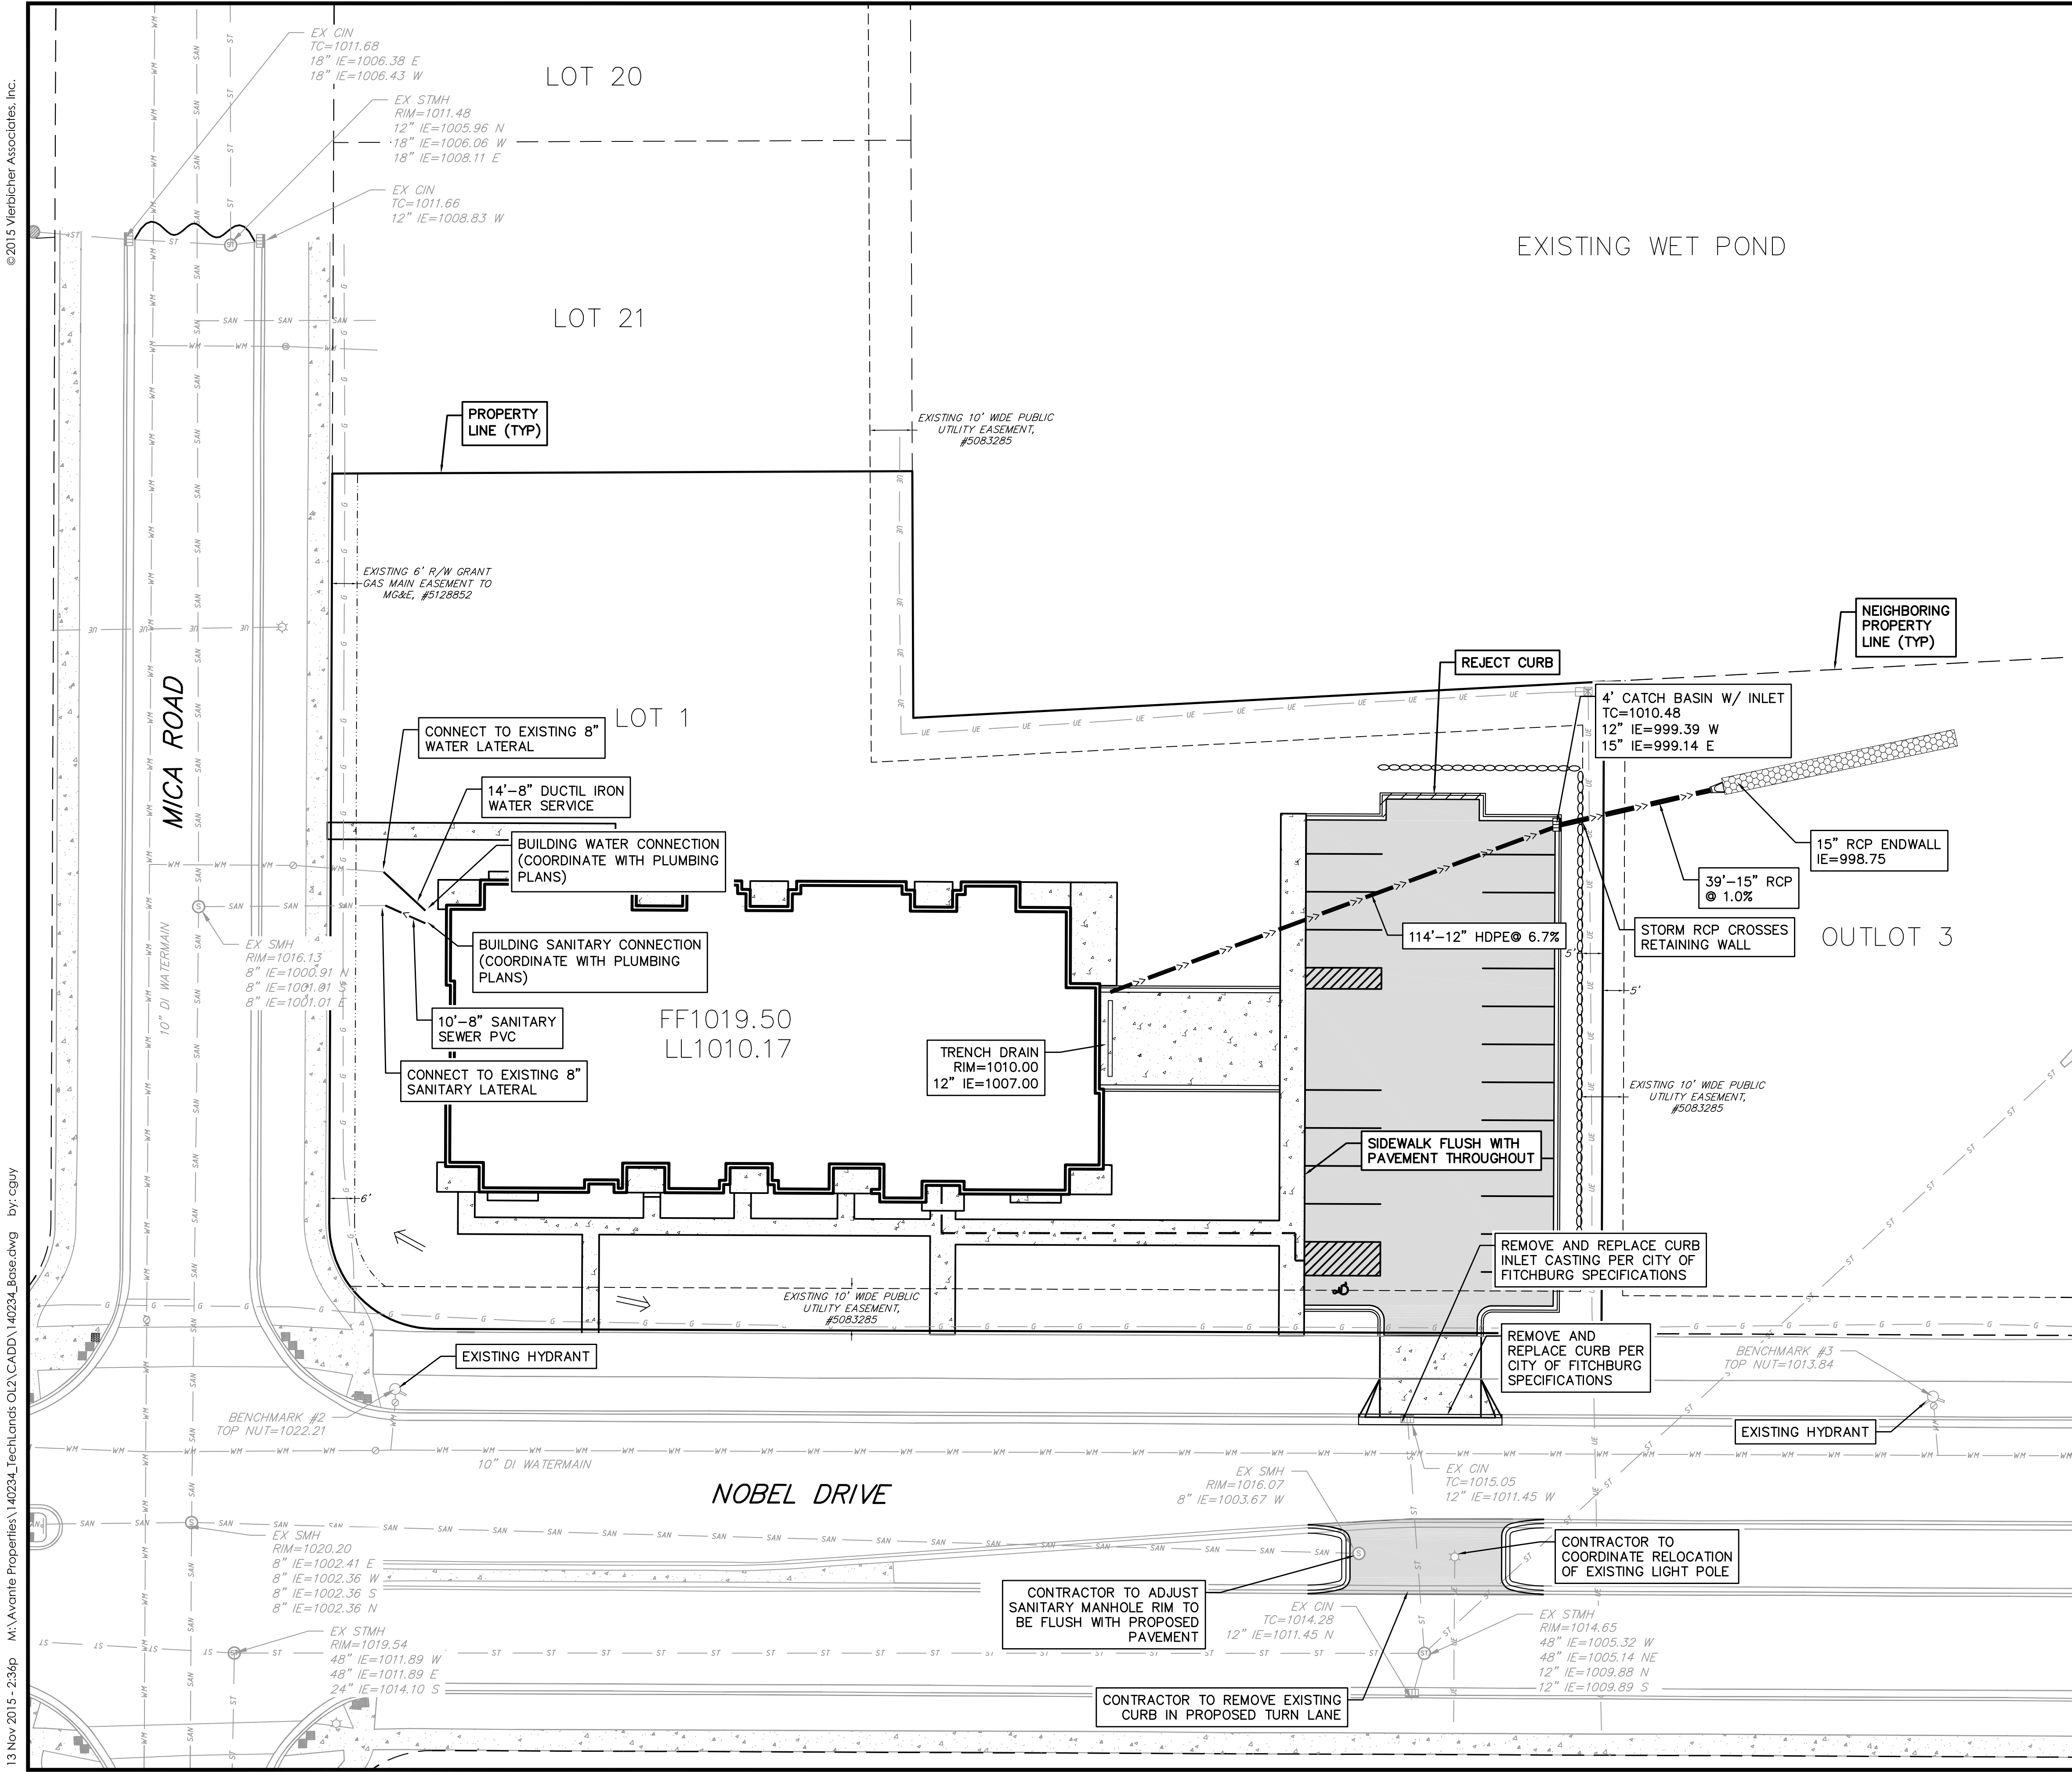 ©2015 Vierbicher Associates, Inc.
13 Nov 2015 - 2:36p M:\Avante Properties\140234_TechLands OL2\CADD\140234_Base.dwg by: cguy
EX CIN
TC=1011.68
18" IE=1006.38 E
18" IE=1006.43 W
LOT 20
EX STMH
RIM=1011.48
12" IE=1005.96 N
18" IE=1006.06 W
18" IE=1008.11 E
EX CIN
TC=1011.66
12" IE=1008.83 W
EXISTING WET POND
LOT 21
PROPERTY
LINE (TYP)
EXISTING 10' WIDE PUBLIC
UTILITY EASEMENT,
#5083285
EXISTING 6' R/W GRANT
GAS MAIN EASEMENT TO
MG&E, #5128852
NEIGHBORING
PROPERTY
LINE (TYP)
REJECT CURB
4' CATCH BASIN W/ INLET
TC=1010.48
12" IE=999.39 W
15" IE=999.14 E
MICA ROAD
LOT 1
CONNECT TO EXISTING 8"
WATER LATERAL
14'-8" DUCTIL IRON
WATER SERVICE
BUILDING WATER CONNECTION
(COORDINATE WITH PLUMBING
PLANS)
15" RCP ENDWALL
IE=998.75
39'-15" RCP
@ 1.0%
STORM RCP CROSSES
RETAINING WALL
OUTLOT 3
114'-12" HDPE@ 6.7%
5'
5'
EX SMH
RIM=1016.13
8" IE=1000.91 N
8" IE=1001.01 S
8" IE=1001.01 E
10" DI WATERMAIN
BUILDING SANITARY CONNECTION
(COORDINATE WITH PLUMBING
PLANS)
10'-8" SANITARY
SEWER PVC
CONNECT TO EXISTING 8"
SANITARY LATERAL
FF1019.50
LL1010.17
TRENCH DRAIN
RIM=1010.00
12" IE=1007.00
EXISTING 10' WIDE PUBLIC
UTILITY EASEMENT,
#5083285
SIDEWALK FLUSH WITH
PAVEMENT THROUGHOUT
6'
REMOVE AND REPLACE CURB
INLET CASTING PER CITY OF
FITCHBURG SPECIFICATIONS
EXISTING 10' WIDE PUBLIC
UTILITY EASEMENT,
#5083285
EXISTING HYDRANT
REMOVE AND
REPLACE CURB PER
CITY OF FITCHBURG
SPECIFICATIONS
BENCHMARK #3
TOP NUT=1013.84
BENCHMARK #2
TOP NUT=1022.21
EXISTING HYDRANT
10" DI WATERMAIN
NOBEL DRIVE
EX SMH
RIM=1016.07
8" IE=1003.67 W
EX CIN
TC=1015.05
12" IE=1011.45 W
EX SMH
RIM=1020.20
8" IE=1002.41 E
8" IE=1002.36 W
8" IE=1002.36 S
8" IE=1002.36 N
CONTRACTOR TO
COORDINATE RELOCATION
OF EXISTING LIGHT POLE
CONTRACTOR TO ADJUST
SANITARY MANHOLE RIM TO
BE FLUSH WITH PROPOSED
PAVEMENT
EX CIN
TC=1014.28
12" IE=1011.45 N
EX STMH
RIM=1014.65
48" IE=1005.32 W
48" IE=1005.14 NE
12" IE=1009.88 N
12" IE=1009.89 S
EX STMH
RIM=1019.54
48" IE=1011.89 W
48" IE=1011.89 E
24" IE=1014.10 S
CONTRACTOR TO REMOVE EXISTING
CURB IN PROPOSED TURN LANE